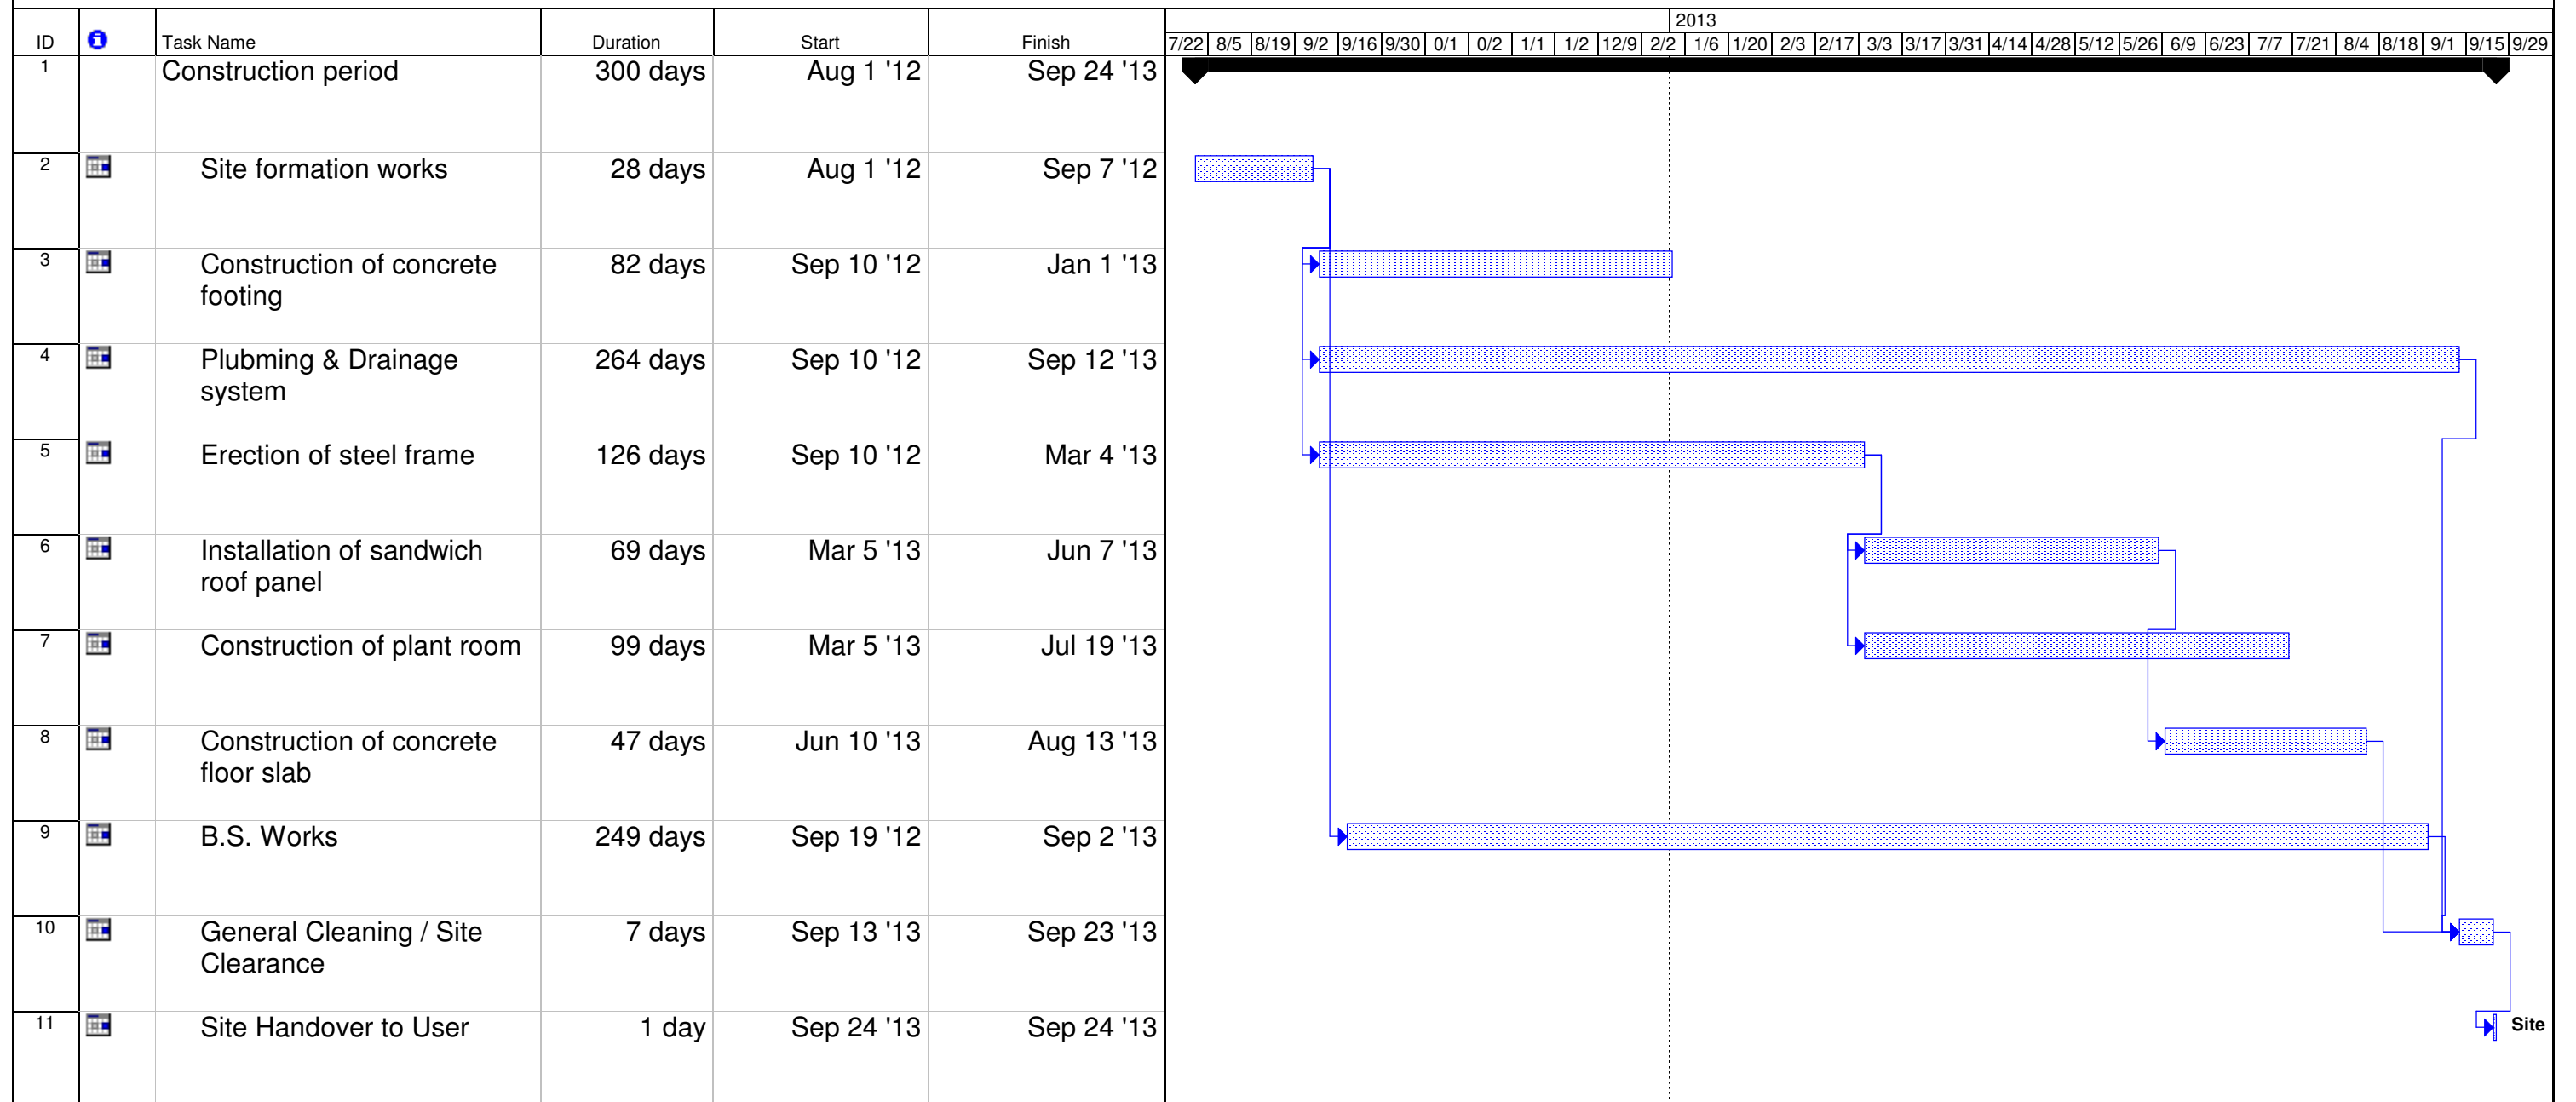 2013
ID Task Name Duration Start Finish 7/22 8/5 8/19 9/2 9/16 9/30 0/1 0/2 1/1 1/2 12/9 2/2 1/6 1/20 2/3 2/17 3/3 3/17 3/31 4/14 4/28 5/12 5/26 6/9 6/23 7/7 7/21 8/4 8/18 9/1 9/15 9/29
1 Construction period 300 days Aug 1 '12 Sep 24 '13
2 Site formation works 28 days Aug 1 '12 Sep 7 '12
3 Construction of concrete 82 days Sep 10 '12 Jan 1 '13
footing
4 Plubming & Drainage 264 days Sep 10 '12 Sep 12 '13
system
5 Erection of steel frame 126 days Sep 10 '12 Mar 4 '13
6 Installation of sandwich 69 days Mar 5 '13 Jun 7 '13
roof panel
7 Construction of plant room 99 days Mar 5 '13 Jul 19 '13
8 Construction of concrete 47 days Jun 10 '13 Aug 13 '13
floor slab
9 B.S. Works 249 days Sep 19 '12 Sep 2 '13
10 General Cleaning / Site 7 days Sep 13 '13 Sep 23 '13
Clearance
11 Site Handover to User 1 day Sep 24 '13 Sep 24 '13 Site